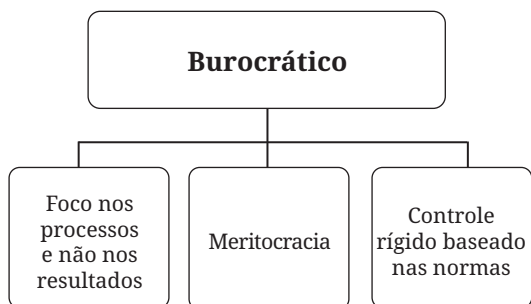 Burocrático
Foco nos
processos
e não nos
resultados
Meritocracia
Controle
rígido baseado
nas normas